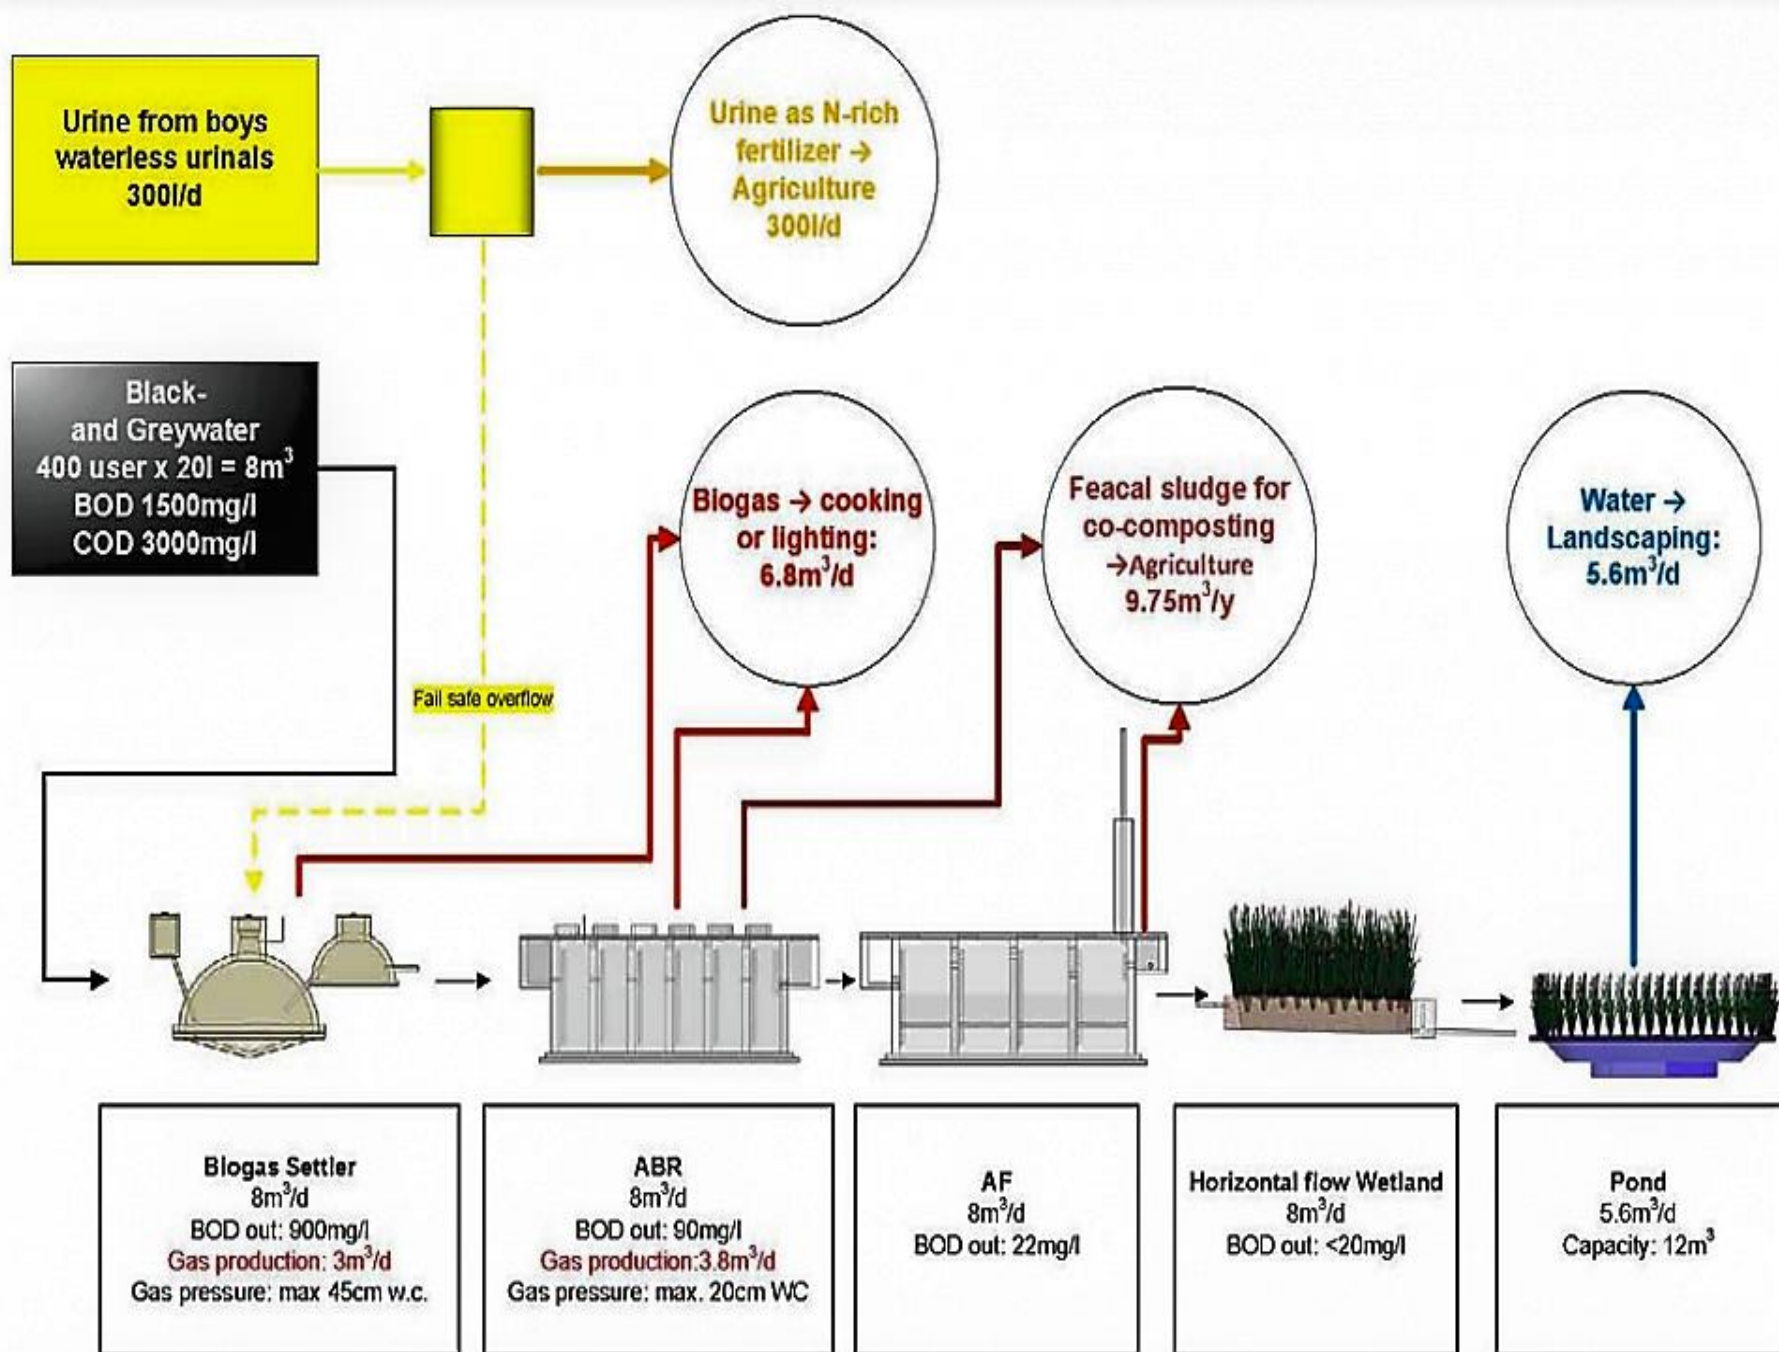 Urine from boys
waterless urinals
300l/d
Urine as N-rich
fertilizer →
Agriculture
300l/d
Black-
and Greywater
400 user x 20l = 8m³
BOD 1500mg/l
COD 3000mg/l
Biogas → cooking
or lighting:
6.8m³/d
Feacal sludge for
co-composting
→Agriculture
9.75m³/y
Water →
Landscaping:
5.6m³/d
Fail safe overflow
Biogas Settler
8m³/d
BOD out: 900mg/l
Gas production: 3m³/d
Gas pressure: max 45cm w.c.
ABR
8m³/d
BOD out: 90mg/l
Gas production:3.8m³/d
Gas pressure: max. 20cm WC
AF
8m³/d
BOD out: 22mg/l
Horizontal flow Wetland
8m³/d
BOD out: <20mg/l
Pond
5.6m³/d
Capacity: 12m³